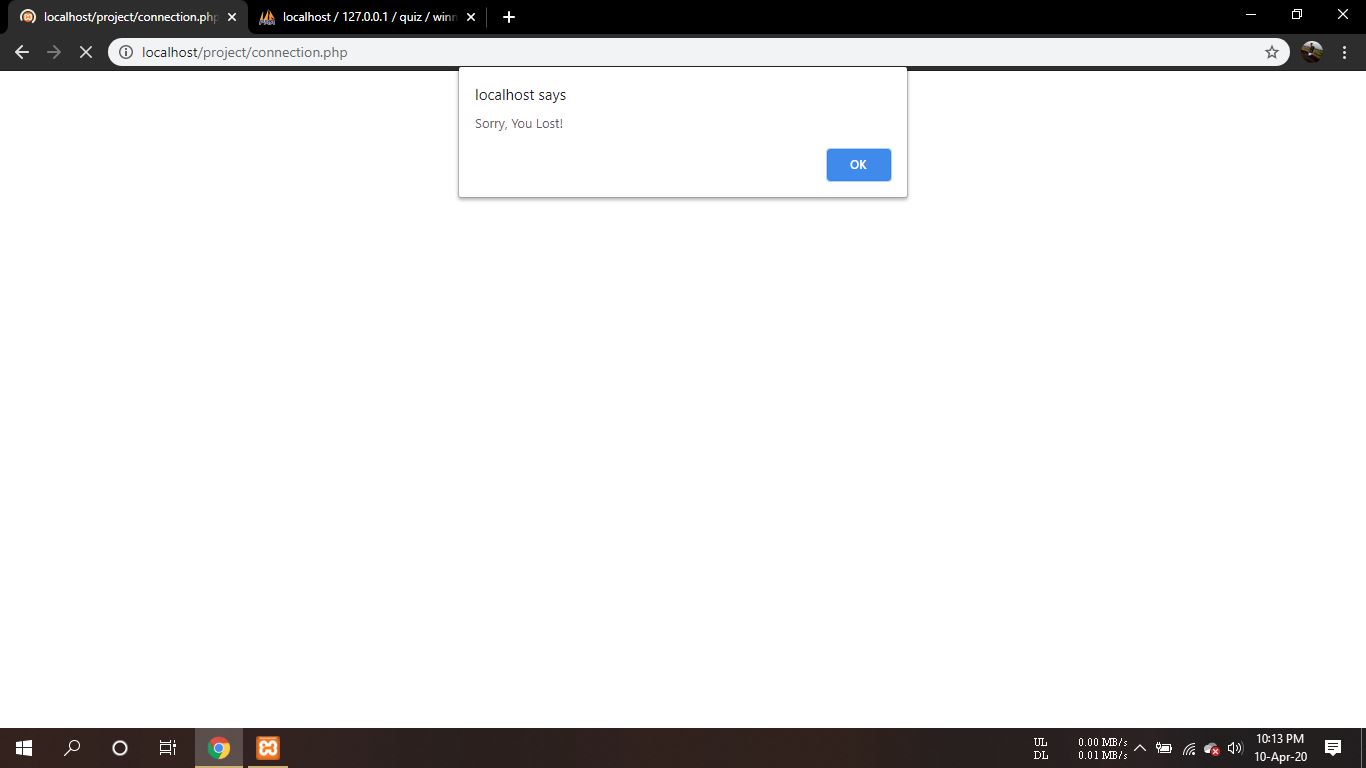 localhost/project/connection.php
localhost / 127.0.0.1 / quiz / winn
localhost/project/connection.php
localhost says
Sorry, You Lost!
OK
UL 0.00 MB/s
DL 0.01 MB/s
10:13 PM
10-Apr-20